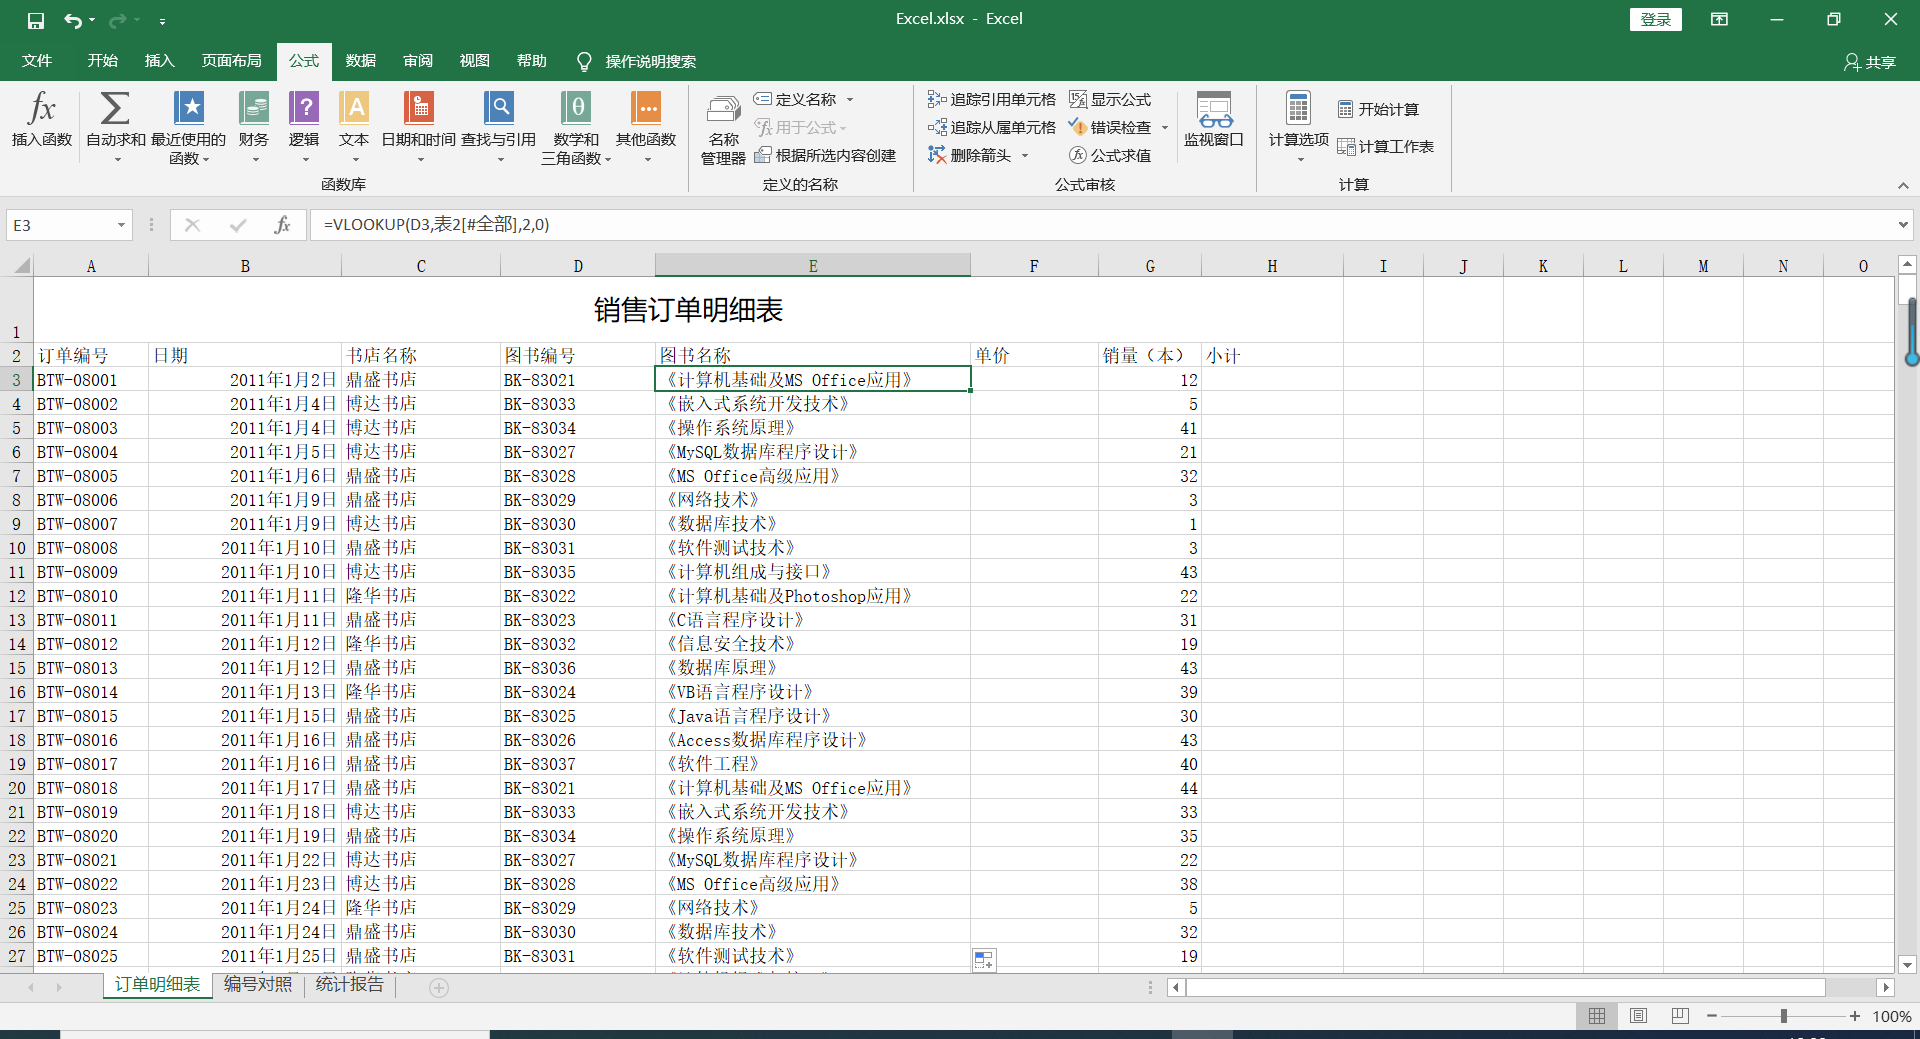 Excel.xlsx - Excel
登录
文件 开始 插入 页面布局 公式 数据 审阅 视图 帮助 操作说明搜索 共享
插入函数 自动求和 最近使用的函数 财务 逻辑 文本 日期和时间 查找与引用 数学和三角函数 其他函数
函数库
名称管理器 定义名称 用于公式 根据所选内容创建
定义的名称
追踪引用单元格 追踪从属单元格 删除箭头 显示公式 错误检查 公式求值 监视窗口
公式审核
计算选项 开始计算 计算工作表
计算
E3 fx =VLOOKUP(D3,表2[#全部],2,0)
A B C D E F G H I J K L M N O
1 销售订单明细表
2 订单编号 日期 书店名称 图书编号 图书名称 单价 销量（本） 小计
3 BTW-08001 2011年1月2日 鼎盛书店 BK-83021 《计算机基础及MS Office应用》 12
4 BTW-08002 2011年1月4日 博达书店 BK-83033 《嵌入式系统开发技术》 5
5 BTW-08003 2011年1月4日 博达书店 BK-83034 《操作系统原理》 41
6 BTW-08004 2011年1月5日 博达书店 BK-83027 《MySQL数据库程序设计》 21
7 BTW-08005 2011年1月6日 鼎盛书店 BK-83028 《MS Office高级应用》 32
8 BTW-08006 2011年1月9日 鼎盛书店 BK-83029 《网络技术》 3
9 BTW-08007 2011年1月9日 博达书店 BK-83030 《数据库技术》 1
10 BTW-08008 2011年1月10日 鼎盛书店 BK-83031 《软件测试技术》 3
11 BTW-08009 2011年1月10日 博达书店 BK-83035 《计算机组成与接口》 43
12 BTW-08010 2011年1月11日 隆华书店 BK-83022 《计算机基础及Photoshop应用》 22
13 BTW-08011 2011年1月11日 鼎盛书店 BK-83023 《C语言程序设计》 31
14 BTW-08012 2011年1月12日 隆华书店 BK-83032 《信息安全技术》 19
15 BTW-08013 2011年1月12日 鼎盛书店 BK-83036 《数据库原理》 43
16 BTW-08014 2011年1月13日 隆华书店 BK-83024 《VB语言程序设计》 39
17 BTW-08015 2011年1月15日 鼎盛书店 BK-83025 《Java语言程序设计》 30
18 BTW-08016 2011年1月16日 鼎盛书店 BK-83026 《Access数据库程序设计》 43
19 BTW-08017 2011年1月16日 鼎盛书店 BK-83037 《软件工程》 40
20 BTW-08018 2011年1月17日 鼎盛书店 BK-83021 《计算机基础及MS Office应用》 44
21 BTW-08019 2011年1月18日 博达书店 BK-83033 《嵌入式系统开发技术》 33
22 BTW-08020 2011年1月19日 鼎盛书店 BK-83034 《操作系统原理》 35
23 BTW-08021 2011年1月22日 博达书店 BK-83027 《MySQL数据库程序设计》 22
24 BTW-08022 2011年1月23日 博达书店 BK-83028 《MS Office高级应用》 38
25 BTW-08023 2011年1月24日 隆华书店 BK-83029 《网络技术》 5
26 BTW-08024 2011年1月24日 鼎盛书店 BK-83030 《数据库技术》 32
27 BTW-08025 2011年1月25日 鼎盛书店 BK-83031 《软件测试技术》 19
订单明细表 编号对照 统计报告
100%